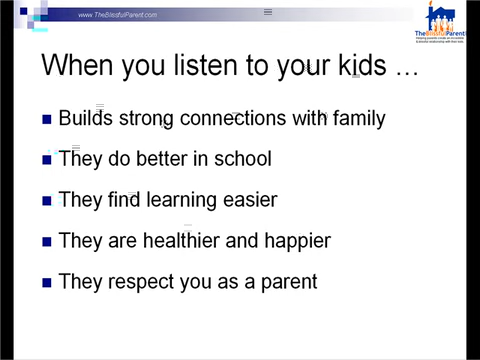 www.TheBlissfulParent.com
TheBlissfulParent
When you listen to your kids …
Builds strong connections with family
They do better in school
They find learning easier
They are healthier and happier
They respect you as a parent